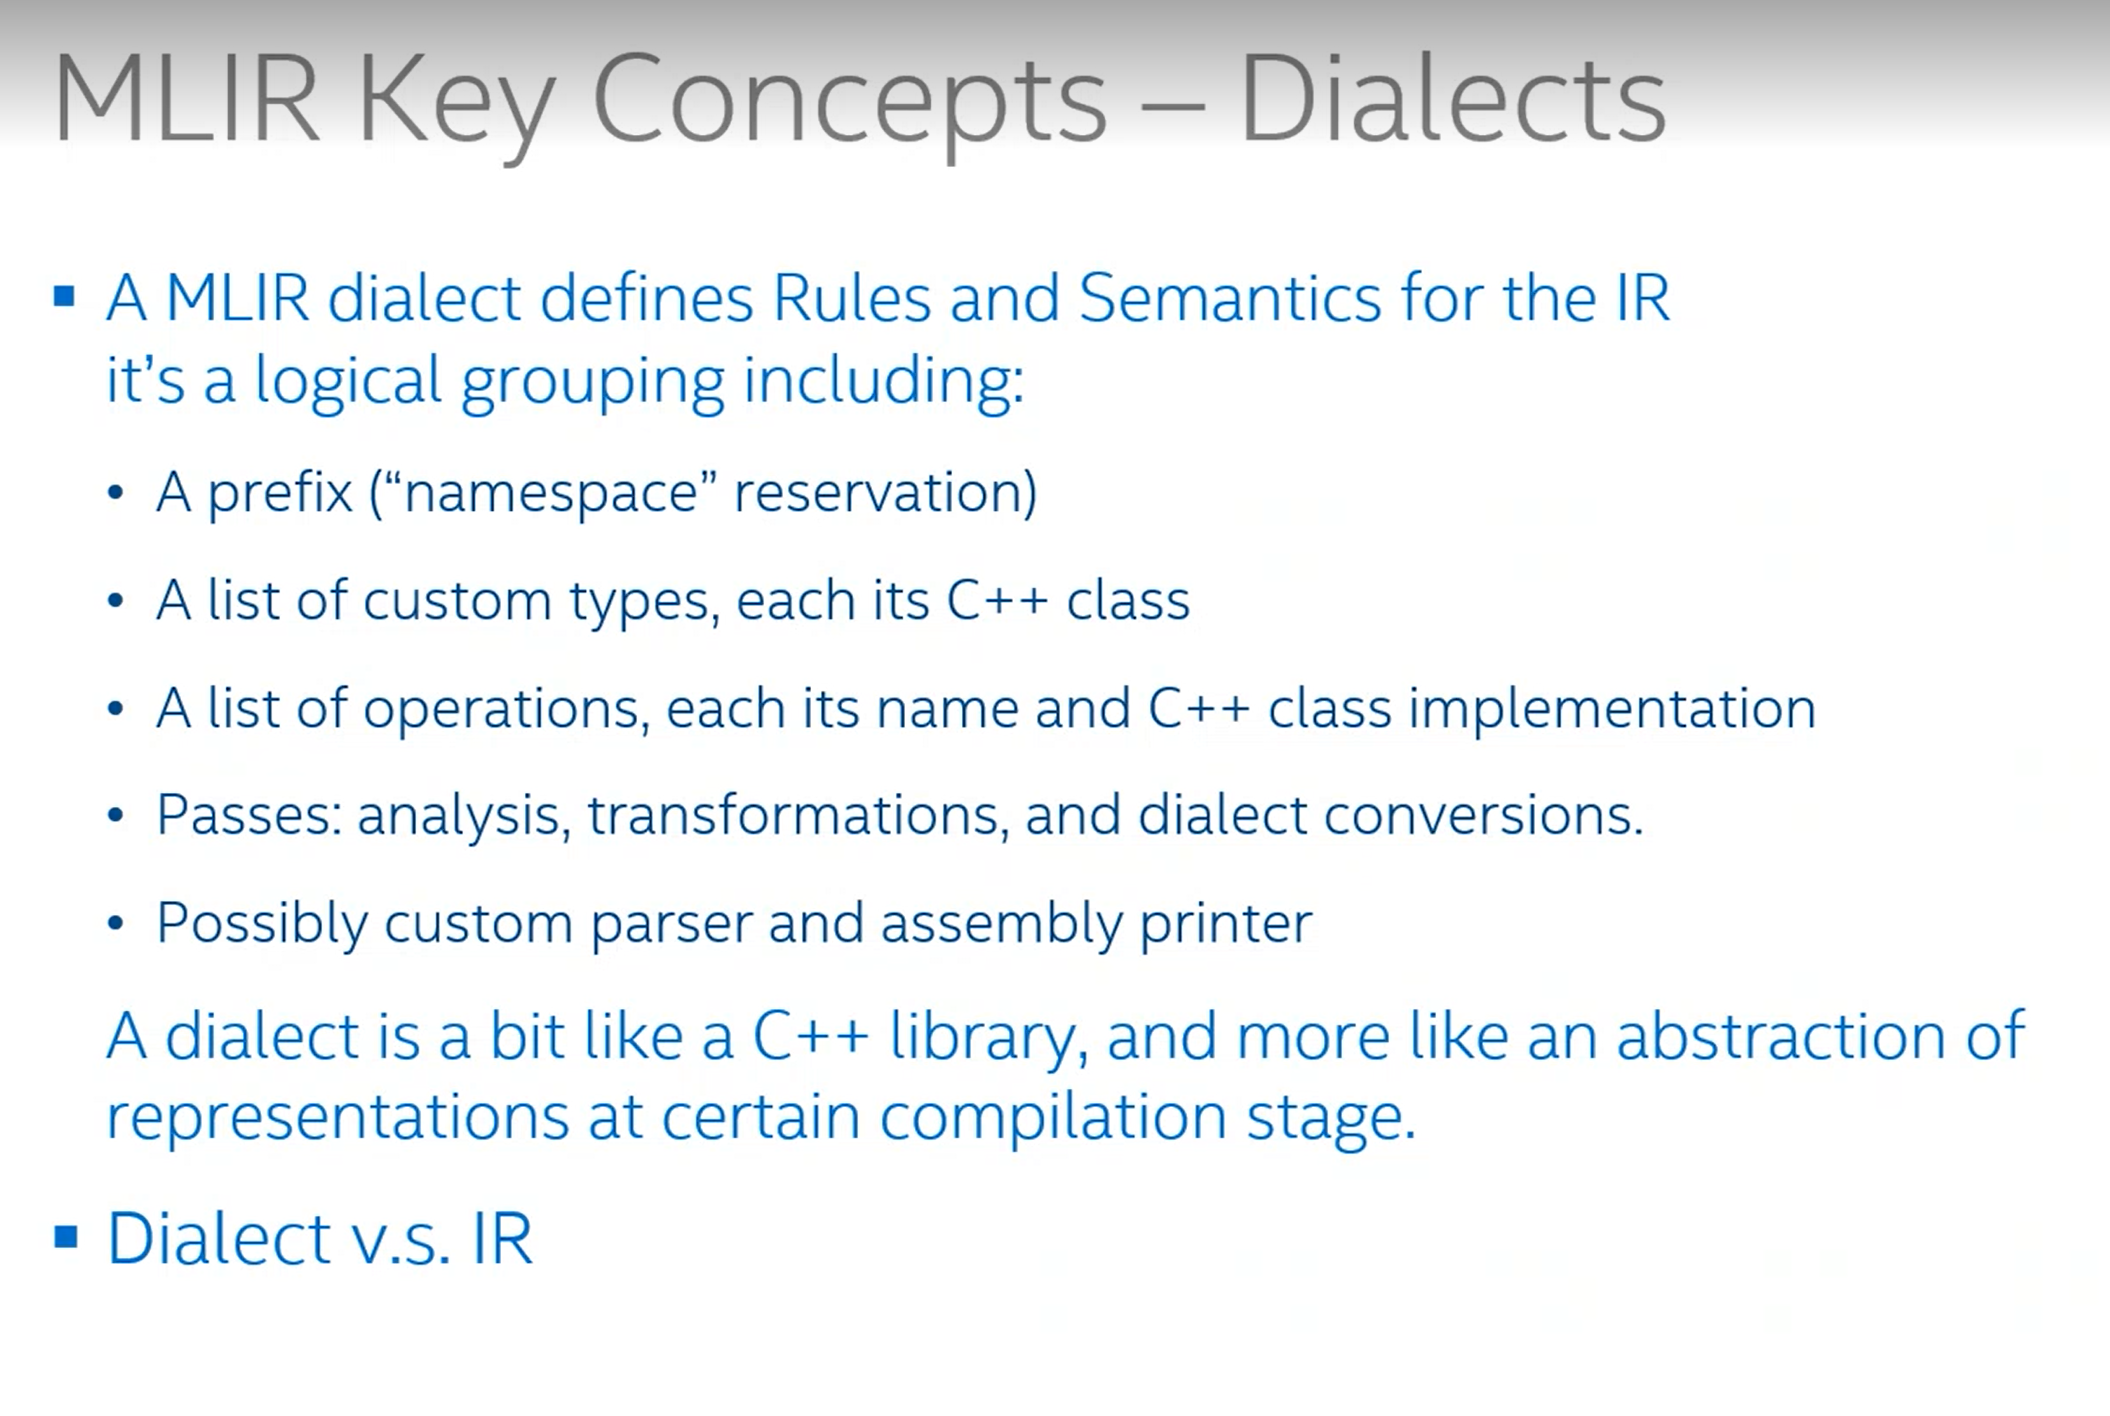 MLIR Key Concepts – Dialects
▪ A MLIR dialect defines Rules and Semantics for the IR
it’s a logical grouping including:
• A prefix (“namespace” reservation)
• A list of custom types, each its C++ class
• A list of operations, each its name and C++ class implementation
• Passes: analysis, transformations, and dialect conversions.
• Possibly custom parser and assembly printer
A dialect is a bit like a C++ library, and more like an abstraction of
representations at certain compilation stage.
▪ Dialect v.s. IR